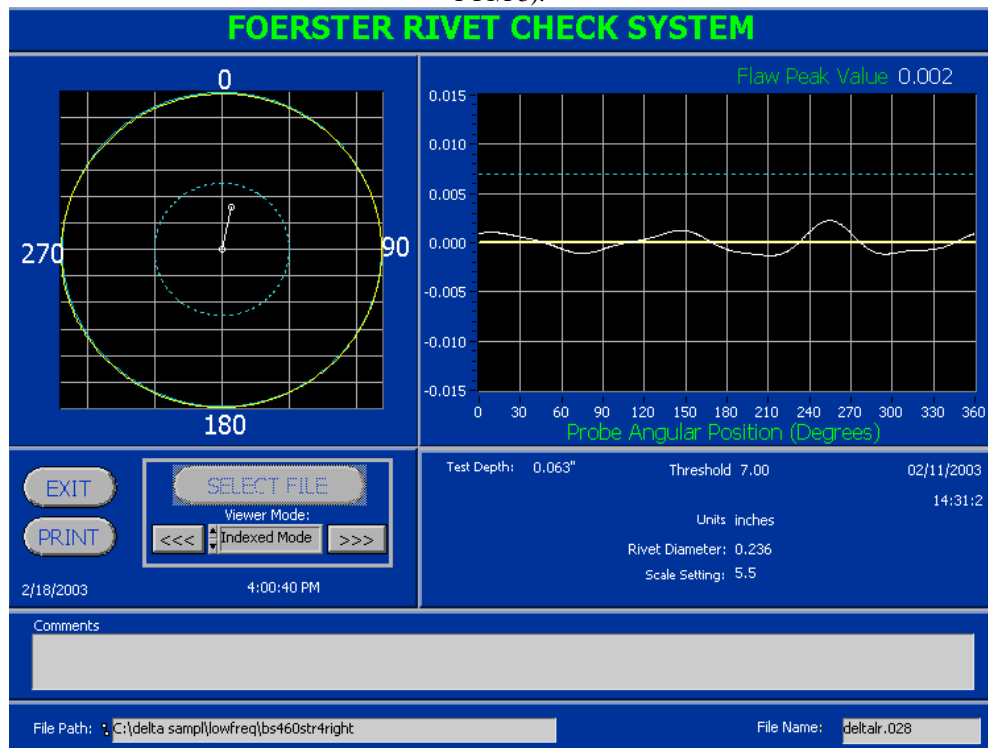 FOERSTER RIVET CHECK SYSTEM
0
270
90
180
Flaw Peak Value 0.002
0.015
0.010
0.005
0.000
-0.005
-0.010
-0.015
0 30 60 90 120 150 180 210 240 270 300 330 360
Probe Angular Position (Degrees)
EXIT
PRINT
SELECT FILE
Viewer Mode:
<<< Indexed Mode >>>
2/18/2003 4:00:40 PM
Test Depth: 0.063" Threshold 7.00 02/11/2003
14:31:2
Units inches
Rivet Diameter: 0.236
Scale Setting: 5.5
Comments
File Path: C:\delta sampl\lowfreq\bs460str4right
File Name: deltalr.028